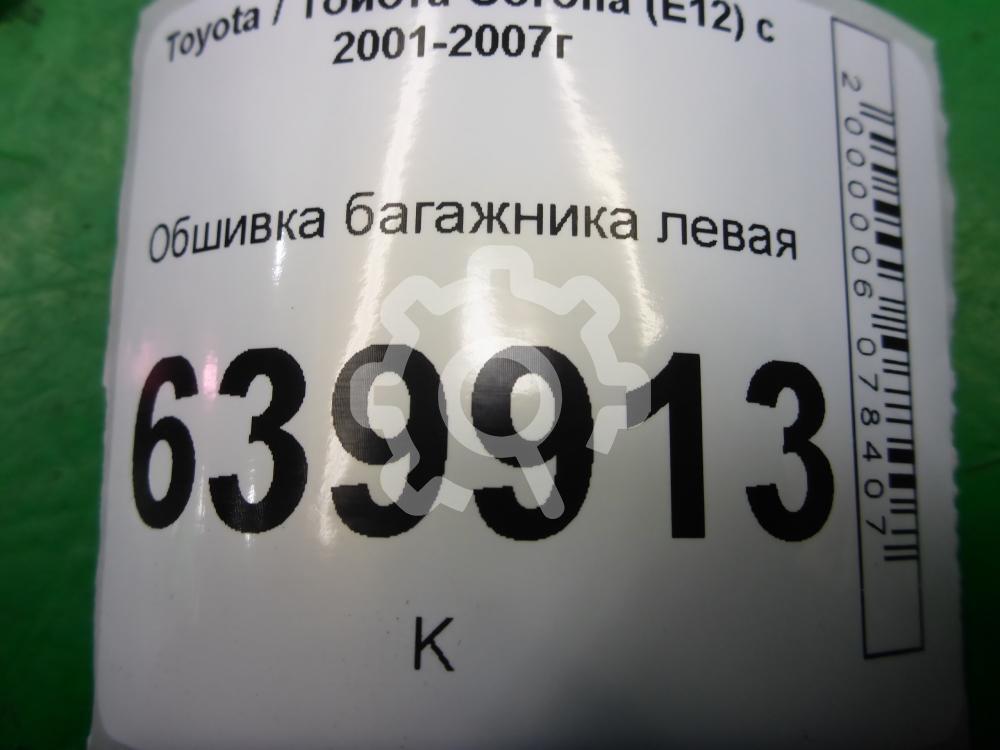 Toyota / Тойота Corolla (E12) с
2001-2007г
Обшивка багажника левая
639913
К
2000006078407